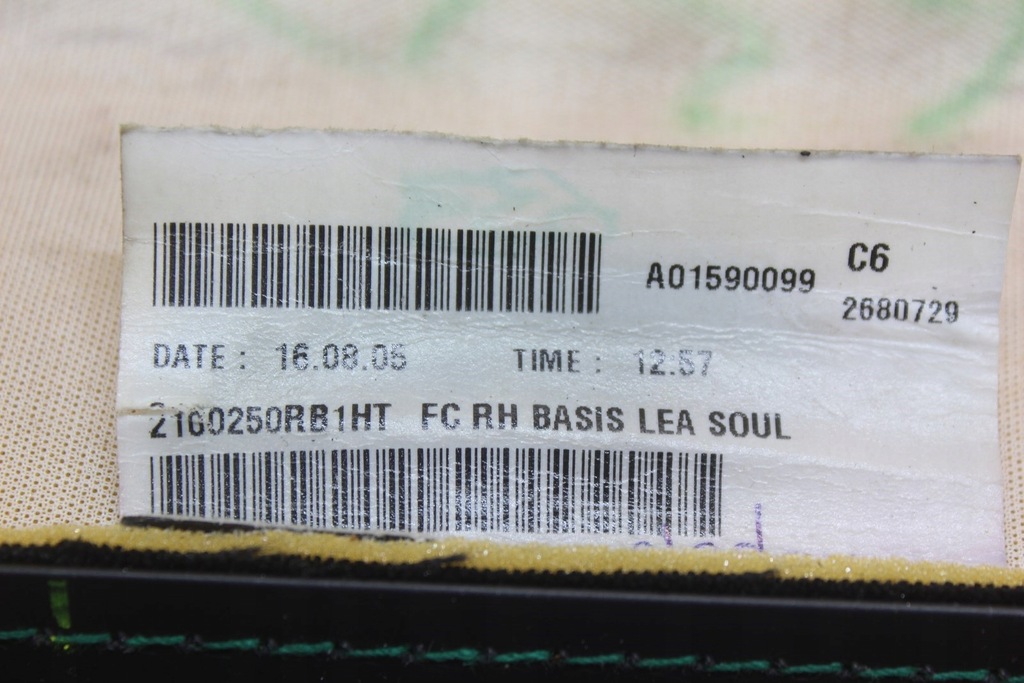 A01590099
C6
2680729
DATE : 16.08.05 TIME : 12.57
2160250RB1HT FC RH BASIS LEA SOUL